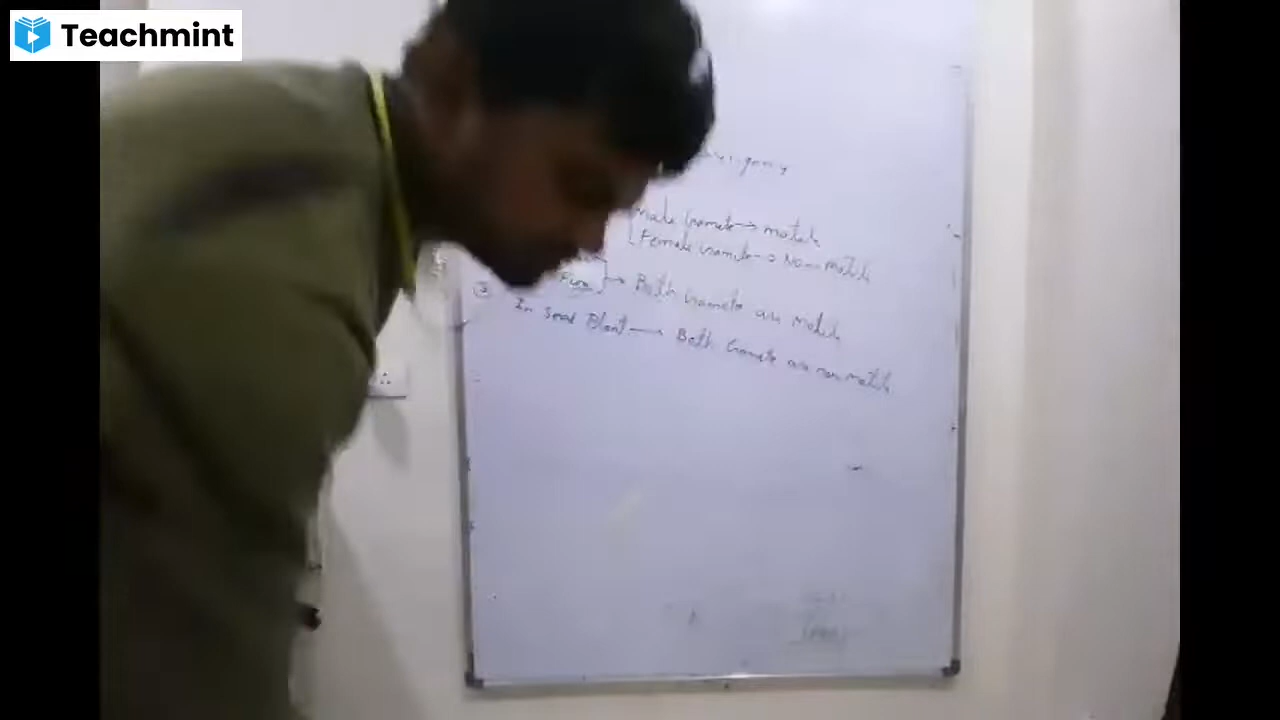 Teachmint
Male Gamete → motile
Female Gamete → Non-motile
Fungi → Both Gamete are motile
③ In Seed Plant → Both Gamete are non motile